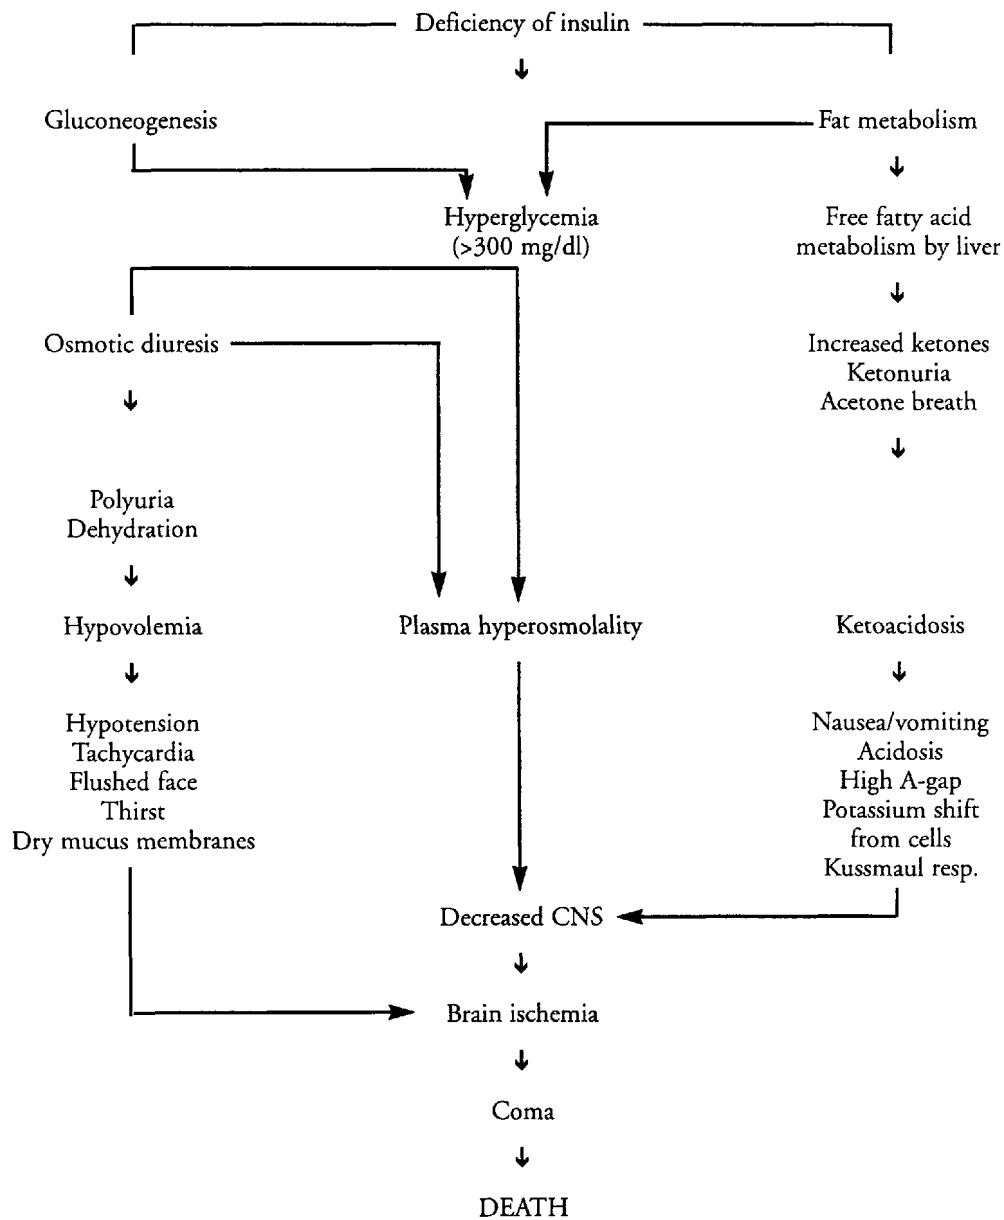 Deficiency of insulin
Gluconeogenesis
Fat metabolism
Hyperglycemia
(>300 mg/dl)
Free fatty acid
metabolism by liver
Osmotic diuresis
Increased ketones
Ketonuria
Acetone breath
Polyuria
Dehydration
Hypovolemia
Plasma hyperosmolality
Ketoacidosis
Hypotension
Tachycardia
Flushed face
Thirst
Dry mucus membranes
Nausea/vomiting
Acidosis
High A-gap
Potassium shift
from cells
Kussmaul resp.
Decreased CNS
Brain ischemia
Coma
DEATH